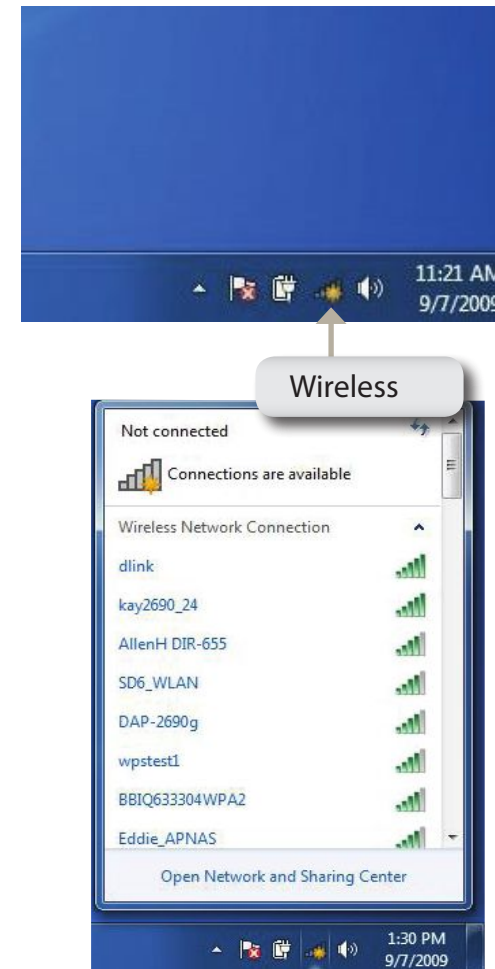 11:21 AM
9/7/2009
Wireless
Not connected
Connections are available
Wireless Network Connection
dlink
kay2690_24
AllenH DIR-655
SD6_WLAN
DAP-2690g
wpstest1
BBIQ633304WPA2
Eddie_APNAS
Open Network and Sharing Center
1:30 PM
9/7/2009